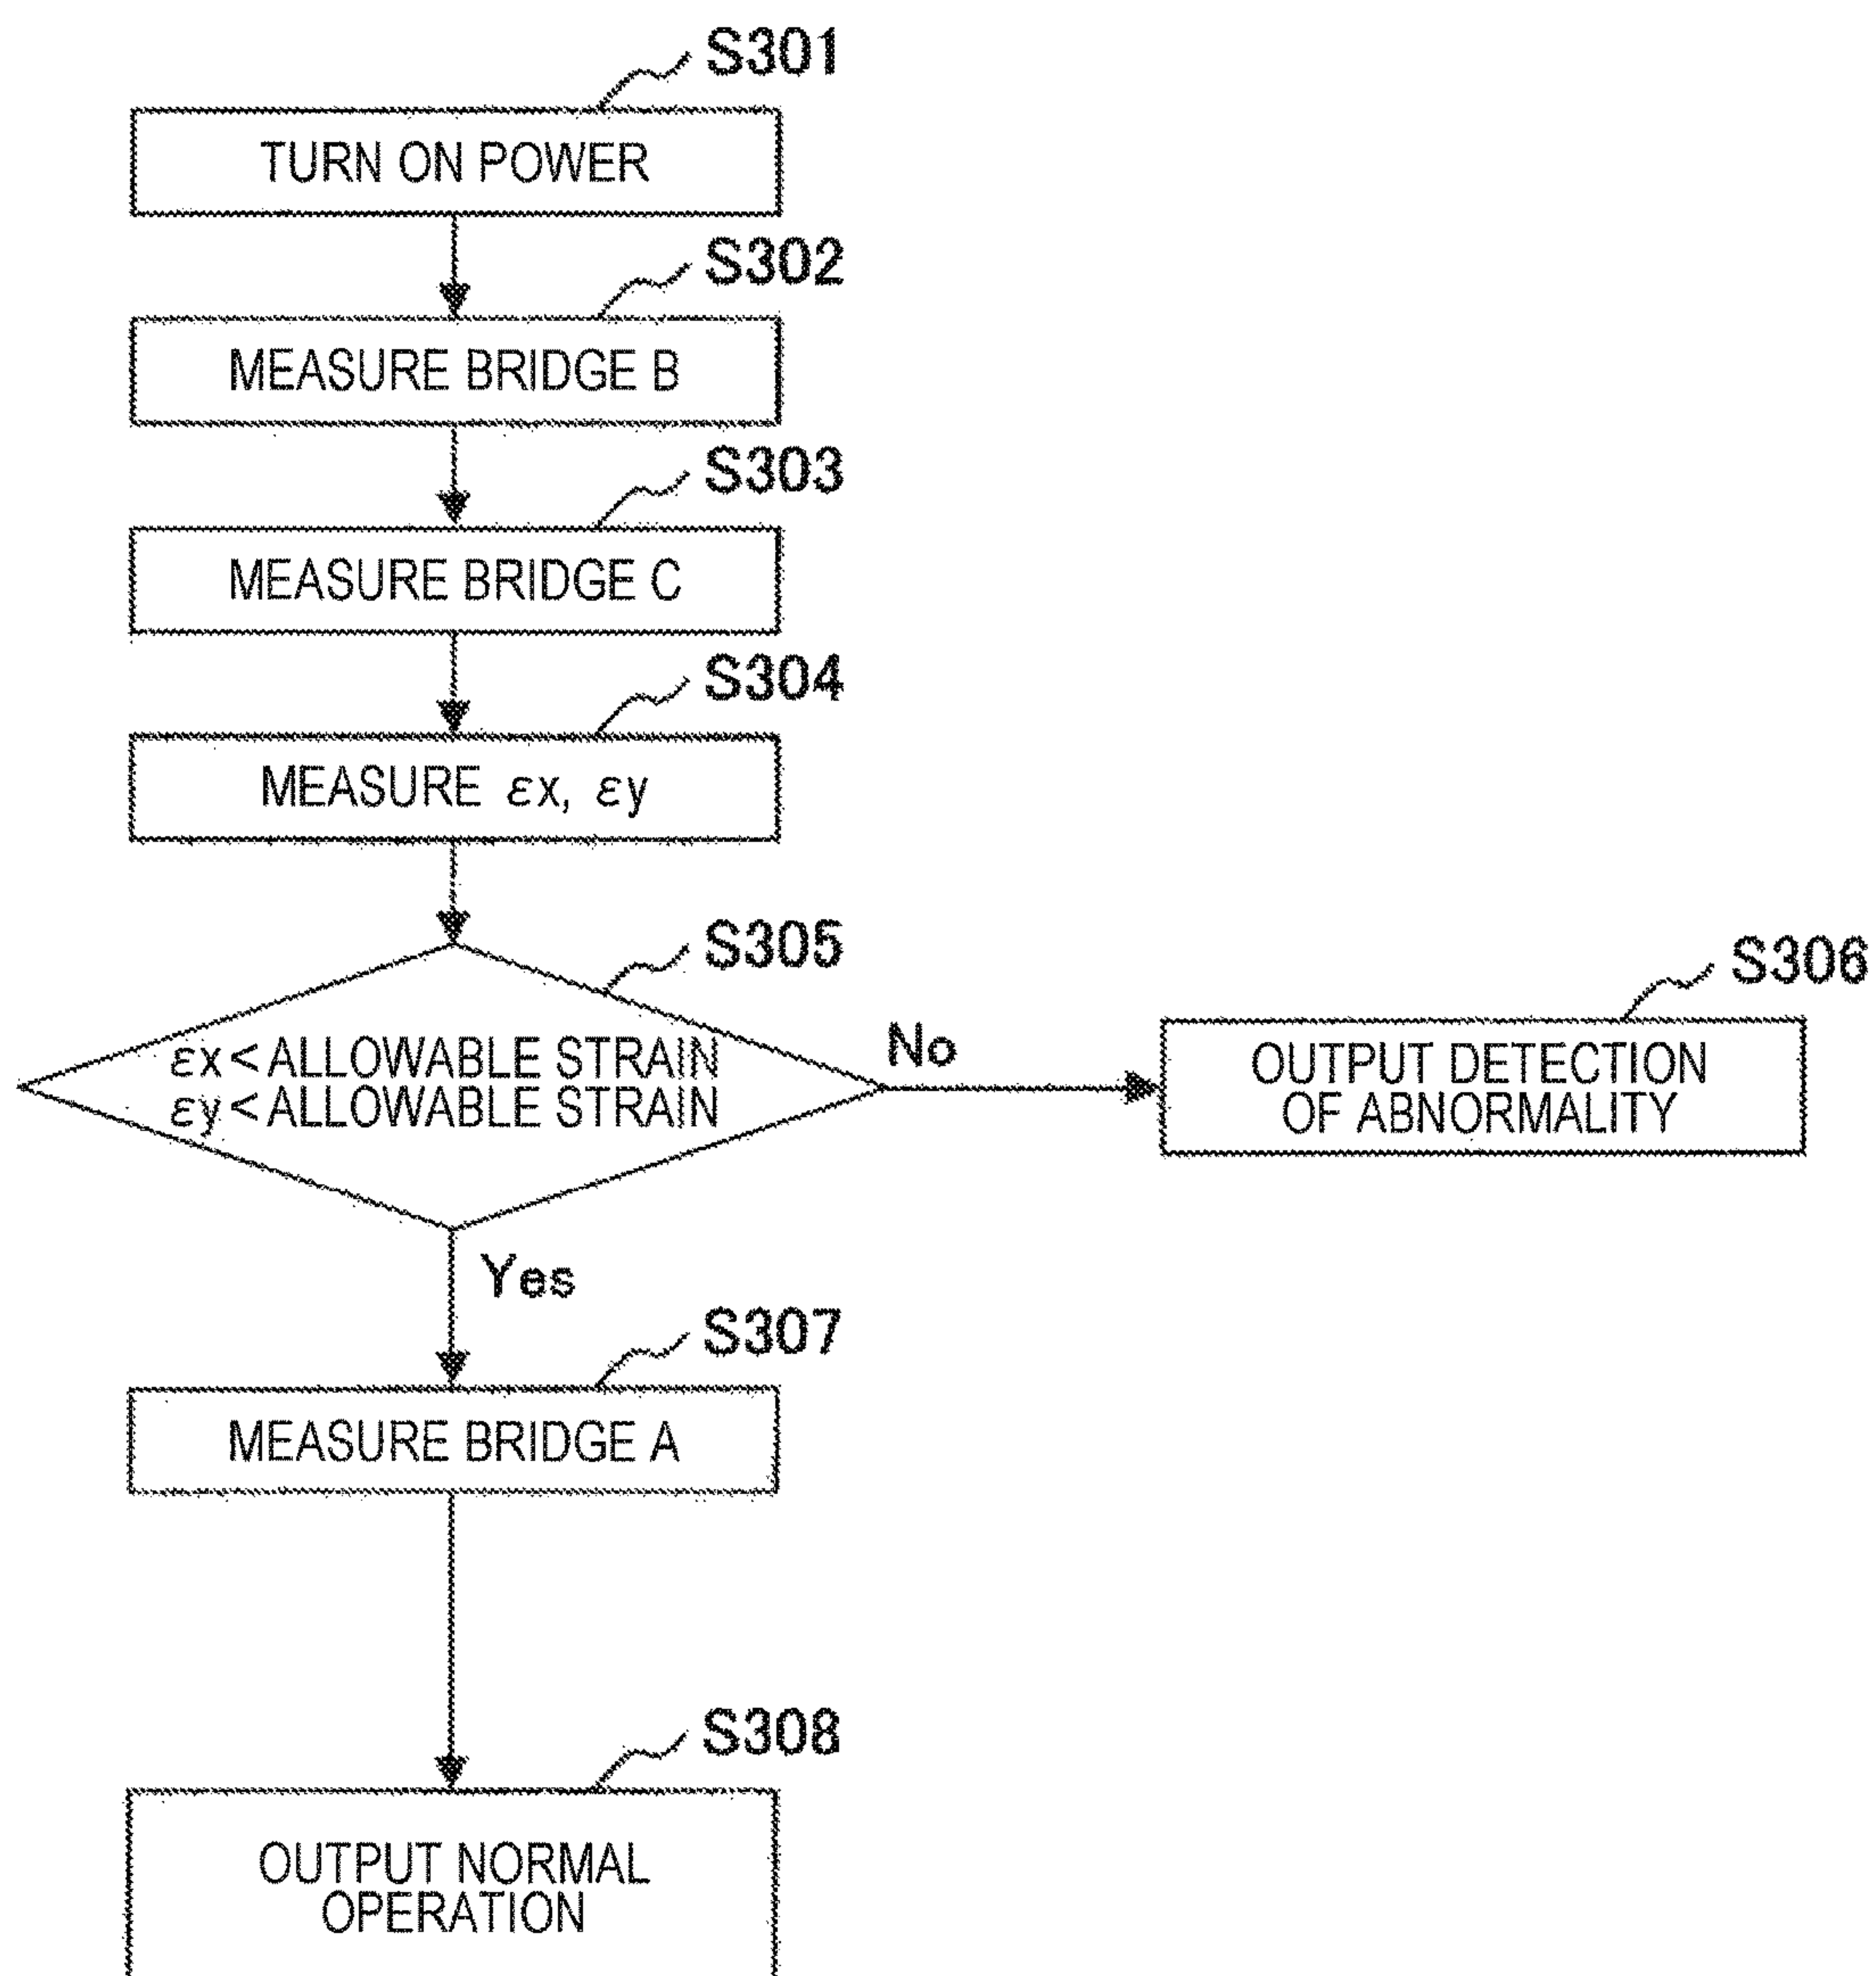 S301
TURN ON POWER
S302
MEASURE BRIDGE B
S303
MEASURE BRIDGE C
S304
MEASURE εx, εy
S305
εx < ALLOWABLE STRAIN
εy < ALLOWABLE STRAIN
No
S306
OUTPUT DETECTION
OF ABNORMALITY
Yes
S307
MEASURE BRIDGE A
S308
OUTPUT NORMAL
OPERATION